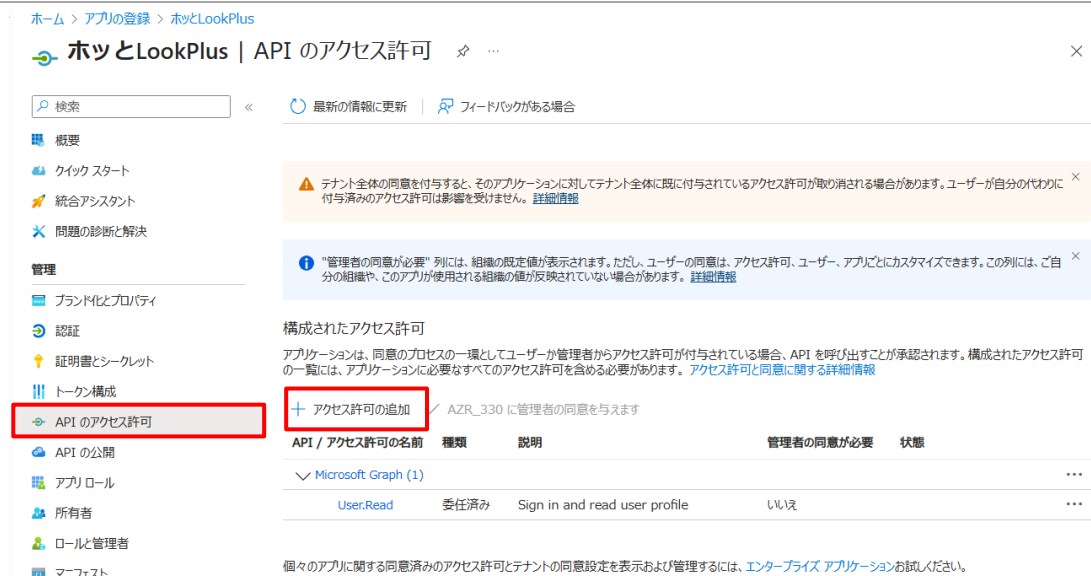 ホーム > アプリの登録 > ホッとLookPlus
ホッとLookPlus | API のアクセス許可
検索
最新の情報に更新
フィードバックがある場合
概要
クイック スタート
統合アシスタント
問題の診断と解決
管理
ブランド化とプロパティ
認証
証明書とシークレット
トークン構成
API のアクセス許可
API の公開
アプリ ロール
所有者
ロールと管理者
マニフェスト
テナント全体の同意を付与すると、そのアプリケーションに対してテナント全体に既に付与されているアクセス許可が取り消される場合があります。ユーザーが自分の代わりに
付与済みのアクセス許可は影響を受けません。 詳細情報
"管理者の同意が必要" 列には、組織の既定値が表示されます。ただし、ユーザーの同意は、アクセス許可、ユーザー、アプリごとにカスタマイズできます。この列には、ご自
分の組織や、このアプリが使用される組織の値が反映されていない場合があります。 詳細情報
構成されたアクセス許可
アプリケーションは、同意のプロセスの一環としてユーザーか管理者からアクセス許可が付与されている場合、API を呼び出すことが承認されます。構成されたアクセス許可
の一覧には、アプリケーションに必要なすべてのアクセス許可を含める必要があります。 アクセス許可と同意に関する詳細情報
アクセス許可の追加 AZR_330 に管理者の同意を与えます
API / アクセス許可の名前 種類 説明 管理者の同意が必要 状態
Microsoft Graph (1)
User.Read 委任済み Sign in and read user profile いいえ
個々のアプリに関する同意済みのアクセス許可とテナントの同意設定を表示および管理するには、エンタープライズ アプリケーションお試しください。